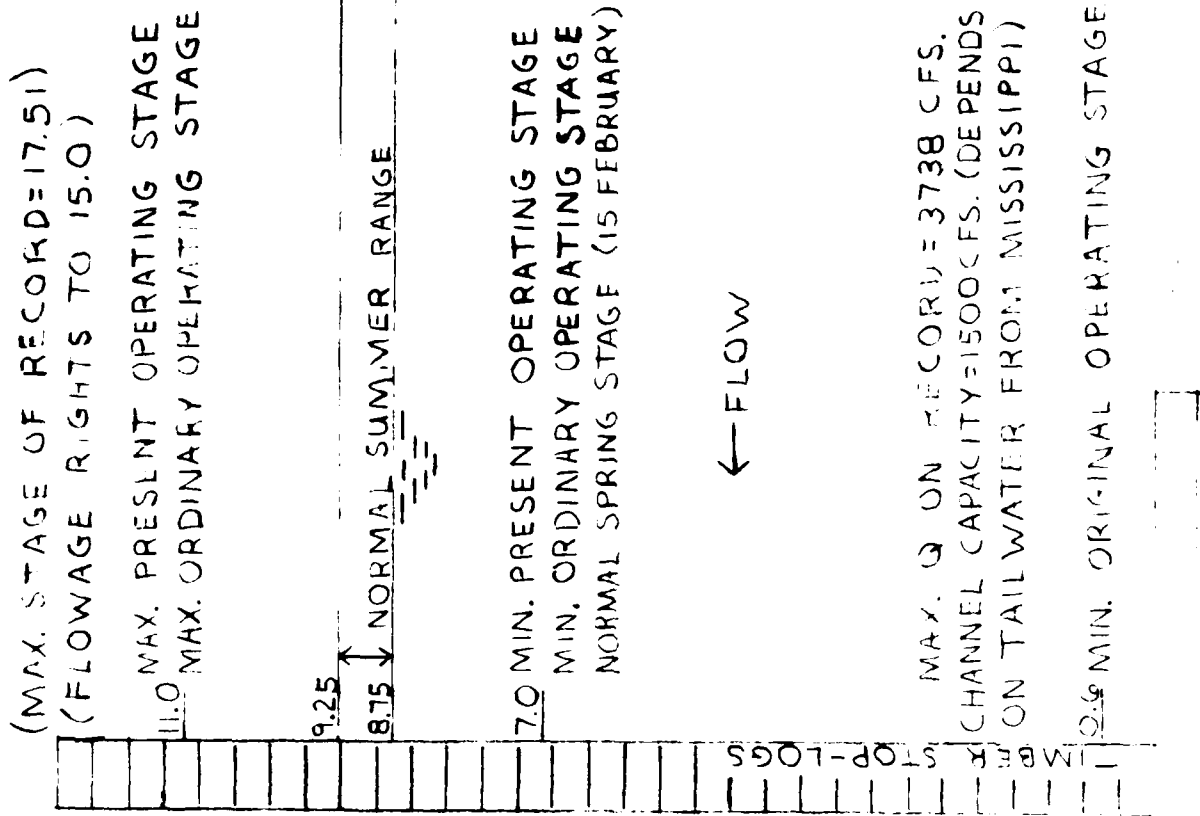 (MAX. STAGE OF RECORD=17.51)
(FLOWAGE RIGHTS TO 15.0)
MAX. PRESENT OPERATING STAGE
11.0
MAX. ORDINARY OPERATING STAGE
9.25
NORMAL SUMMER RANGE
8.75
7.0 MIN. PRESENT OPERATING STAGE
MIN. ORDINARY OPERATING STAGE
NORMAL SPRING STAGE (15 FEBRUARY)
←FLOW
MAX. Q ON RECORD=3738 CFS.
CHANNEL CAPACITY=1500CFS. (DEPENDS
ON TAILWATER FROM MISSISSIPPI)
0.6 MIN. ORIGINAL OPERATING STAGE
TIMBER STOP-LOGS